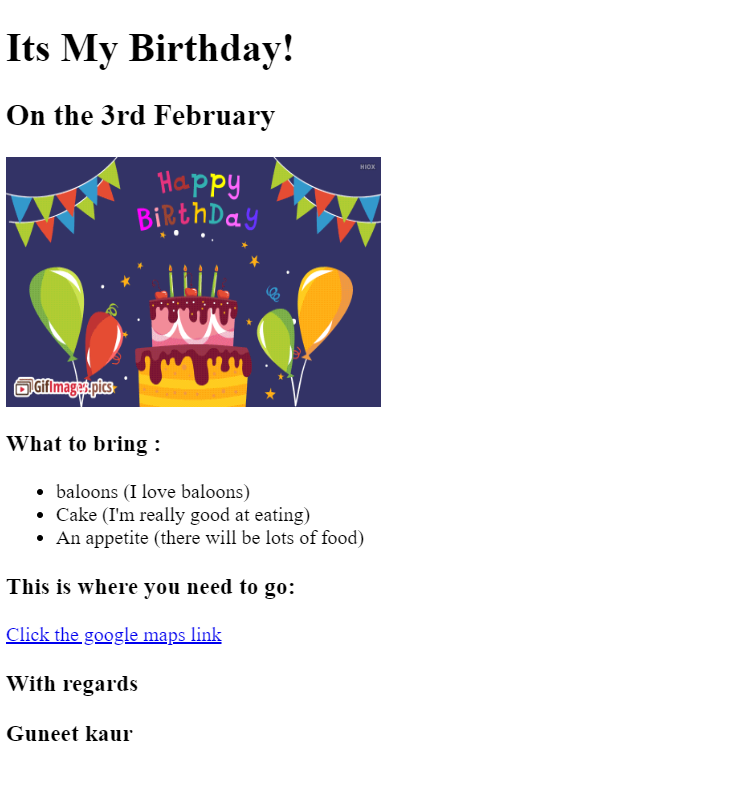 Its My Birthday!
On the 3rd February
HIOX
Happy
BiRthDay
GifImages.pics
What to bring :
baloons (I love baloons)
Cake (I'm really good at eating)
An appetite (there will be lots of food)
This is where you need to go:
Click the google maps link
With regards
Guneet kaur